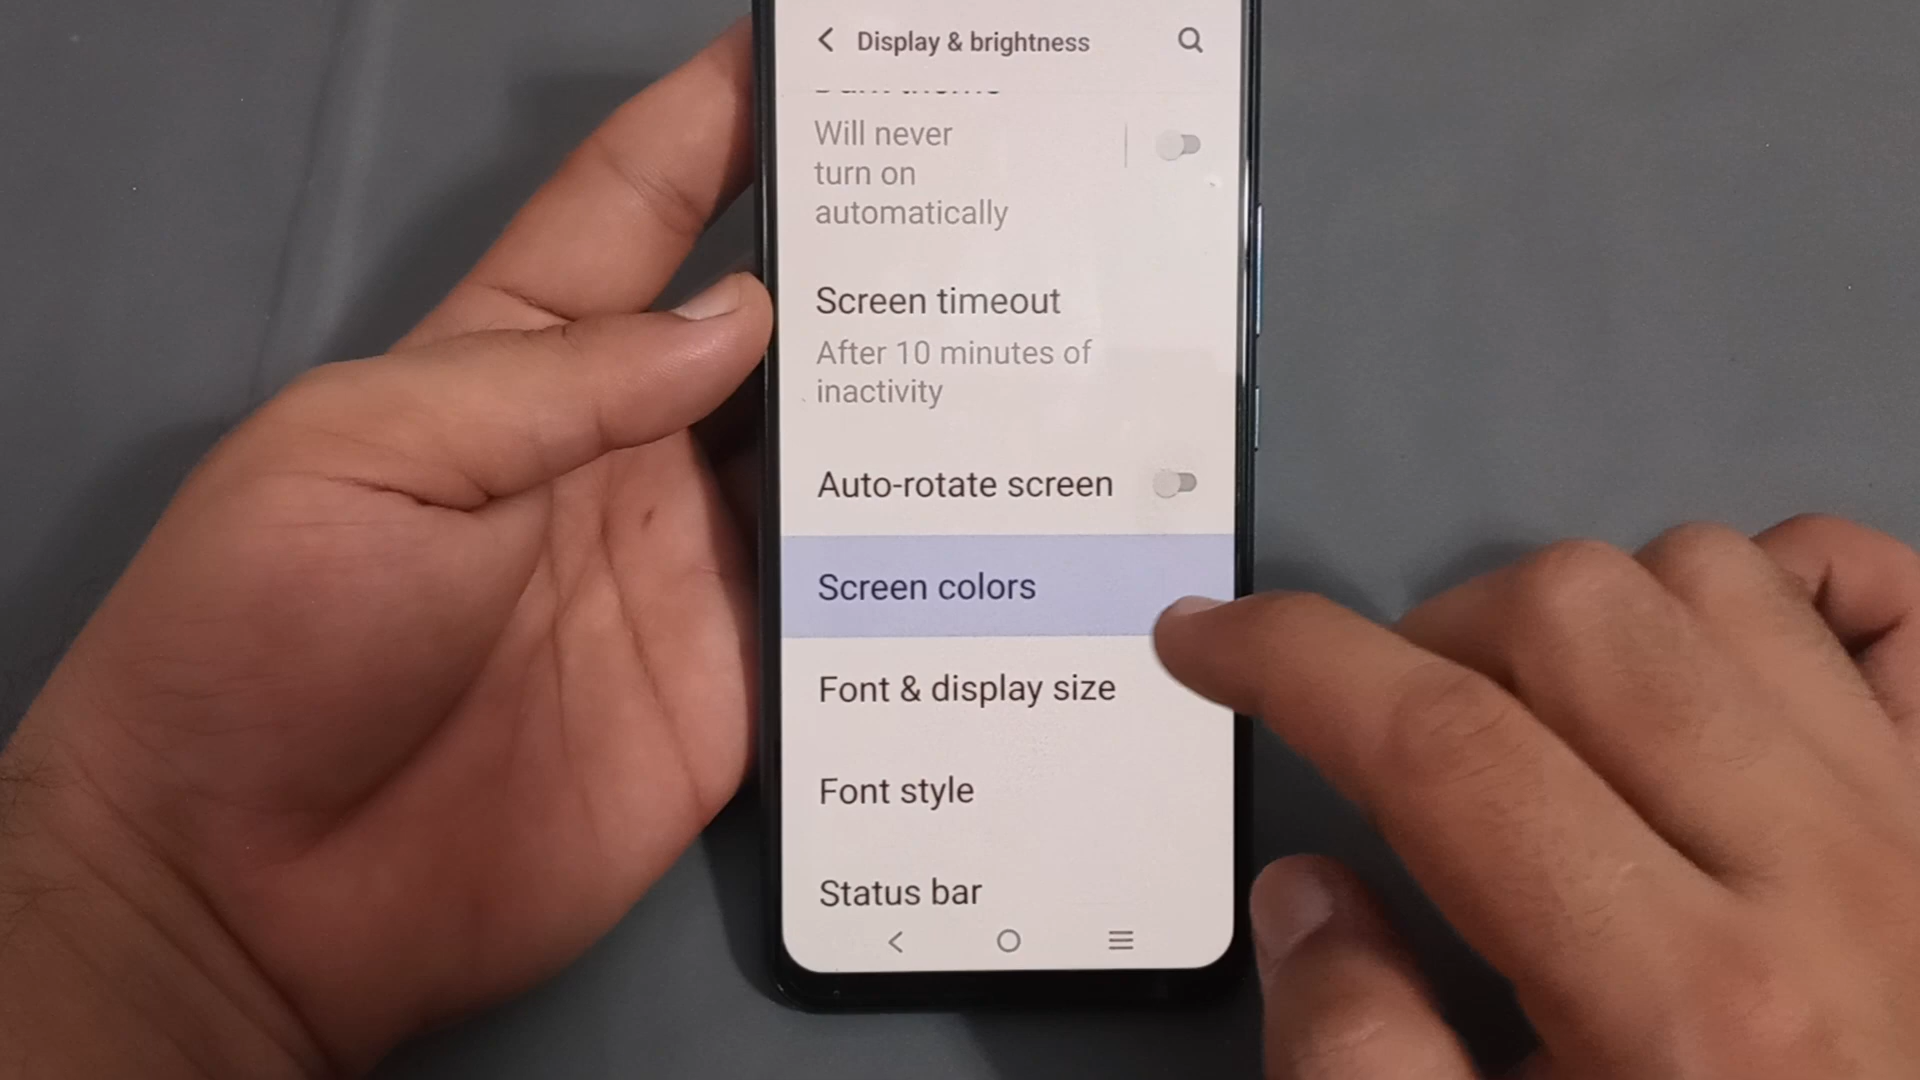 Display & brightness
Will never
turn on
automatically
Screen timeout
After 10 minutes of
inactivity
Auto-rotate screen
Screen colors
Font & display size
Font style
Status bar